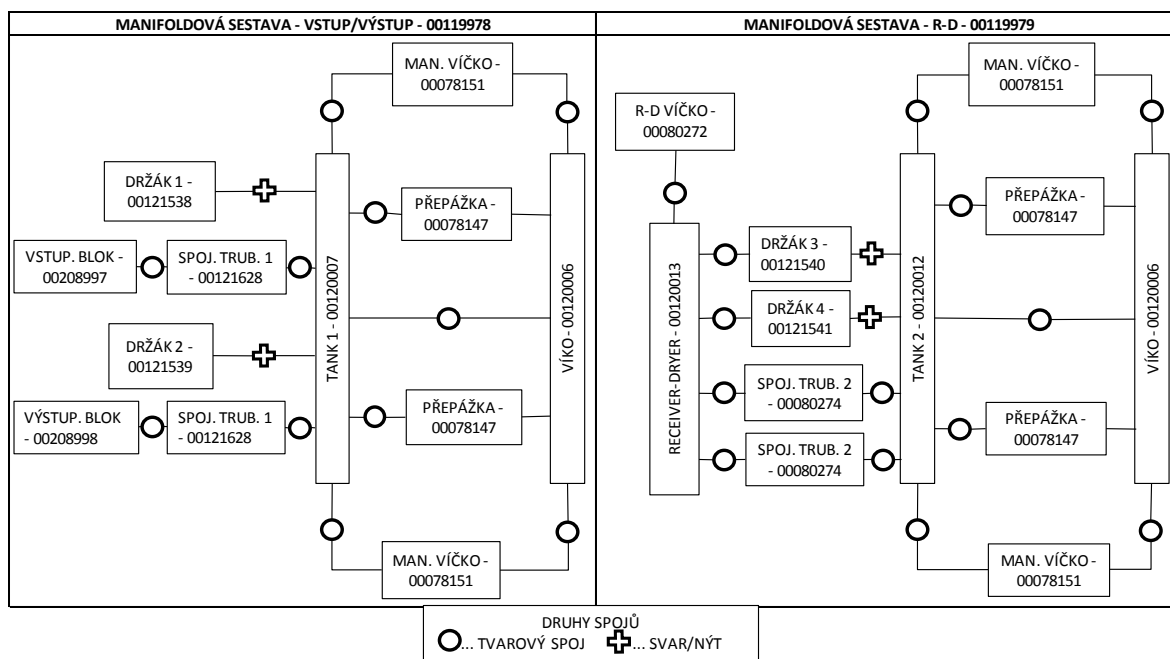 MANIFOLDOVÁ SESTAVA - VSTUP/VÝSTUP - 00119978
MAN. VÍČKO -
00078151
DRŽÁK 1 -
00121538
PŘEPÁŽKA -
00078147
VSTUP. BLOK -
00208997
SPOJ. TRUB. 1
- 00121628
TANK 1 - 00120007
VÍKO - 00120006
DRŽÁK 2 -
00121539
VÝSTUP. BLOK
- 00208998
SPOJ. TRUB. 1
- 00121628
PŘEPÁŽKA -
00078147
MAN. VÍČKO -
00078151
MANIFOLDOVÁ SESTAVA - R-D - 00119979
MAN. VÍČKO -
00078151
R-D VÍČKO -
00080272
PŘEPÁŽKA -
00078147
DRŽÁK 3 -
00121540
DRŽÁK 4 -
00121541
RECEIVER-DRYER - 00120013
TANK 2 - 00120012
VÍKO - 00120006
SPOJ. TRUB. 2
- 00080274
SPOJ. TRUB. 2
- 00080274
PŘEPÁŽKA -
00078147
MAN. VÍČKO -
00078151
DRUHY SPOJŮ
... TVAROVÝ SPOJ ... SVAR/NÝT